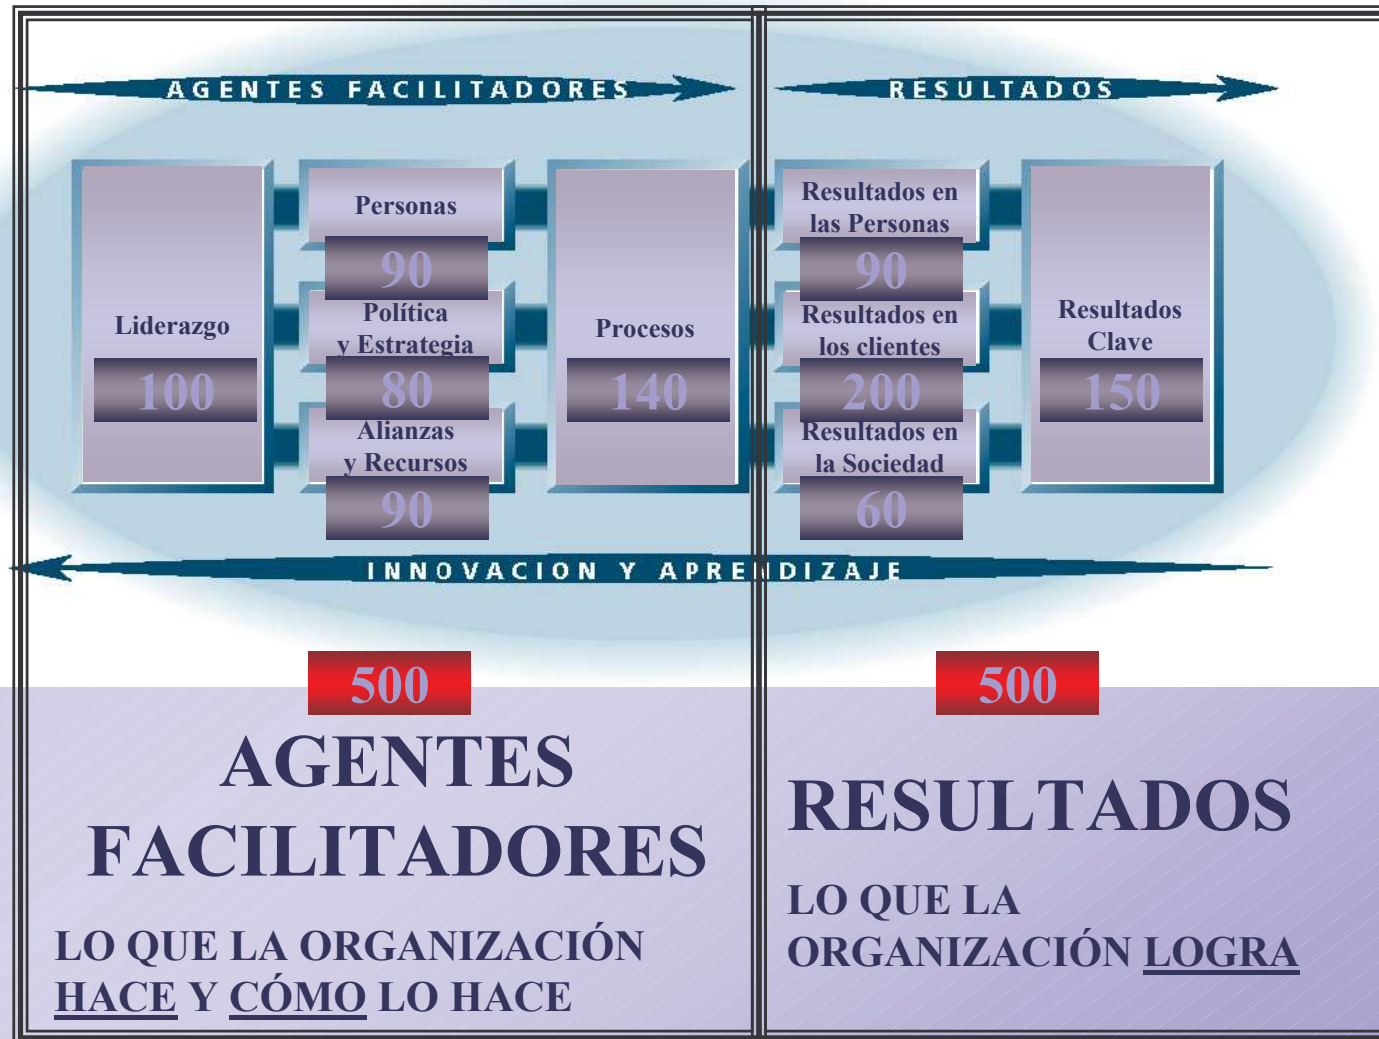 AGENTES FACILITADORES
RESULTADOS
Liderazgo
100
Personas
90
Política
y Estrategia
80
Alianzas
y Recursos
90
Procesos
140
Resultados en
las Personas
90
Resultados en
los clientes
200
Resultados en
la Sociedad
60
Resultados
Clave
150
INNOVACION Y APRENDIZAJE
500
AGENTES
FACILITADORES
LO QUE LA ORGANIZACIÓN
HACE Y CÓMO LO HACE
500
RESULTADOS
LO QUE LA
ORGANIZACIÓN LOGRA